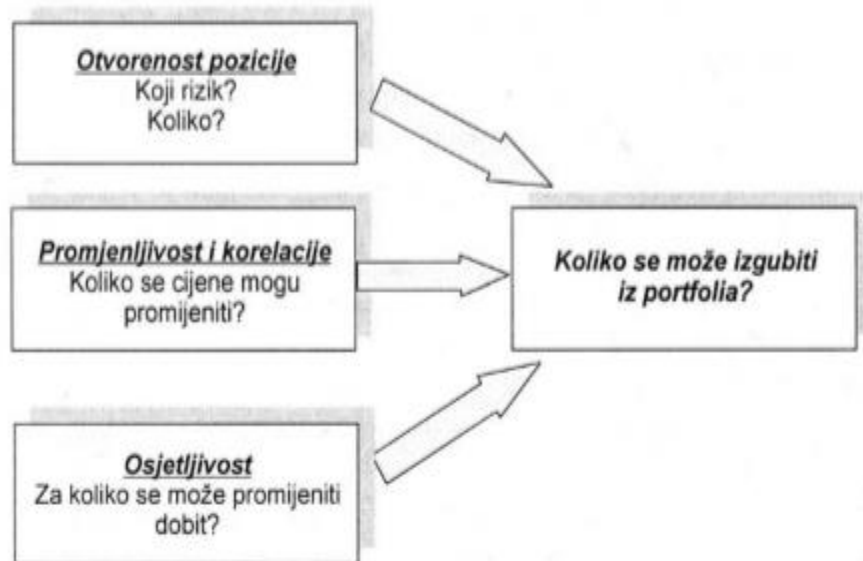 Otvorenost pozicije
Koji rizik?
Koliko?
Promjenljivost i korelacije
Koliko se cijene mogu
promijeniti?
Osjetljivost
Za koliko se može promijeniti
dobit?
Koliko se može izgubiti
iz portfolia?